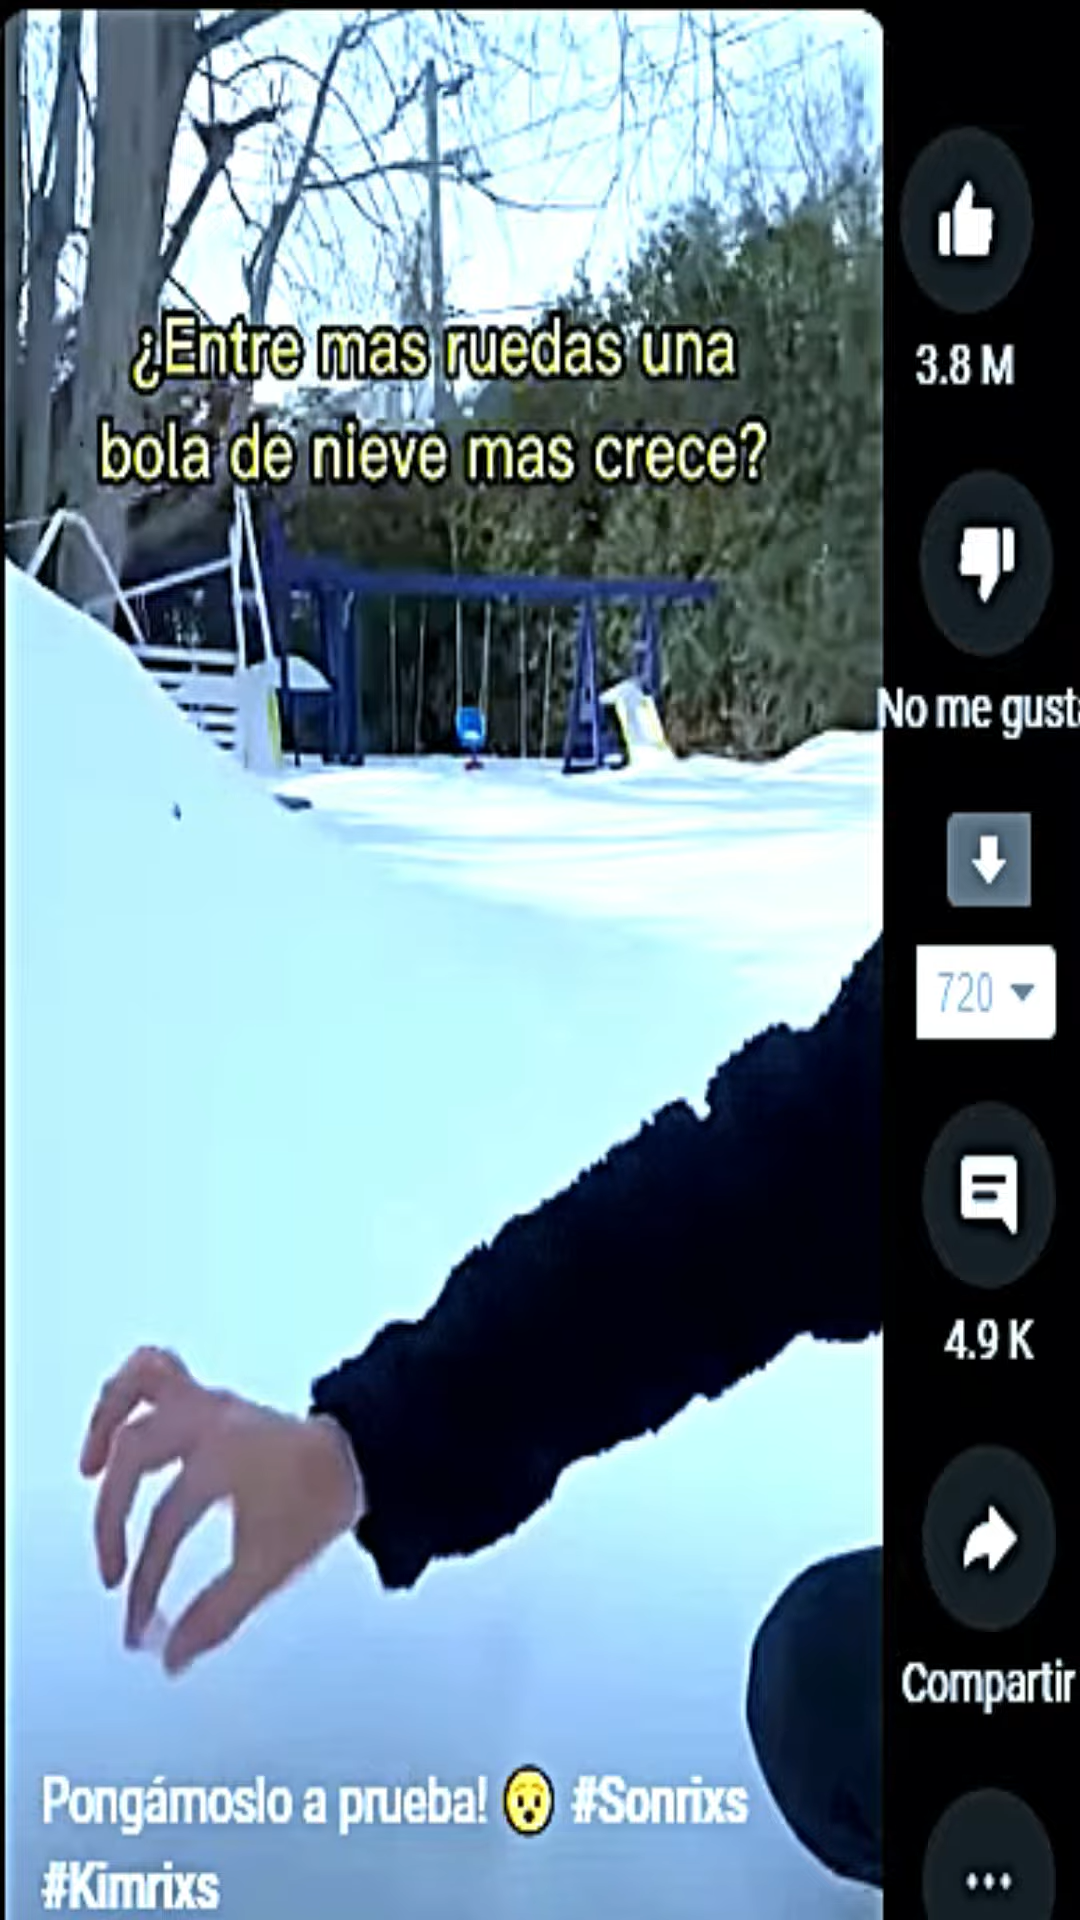 ¿Entre mas ruedas una
bola de nieve mas crece?
3.8 M
No me gusta
720
4.9 K
Compartir
Pongámoslo a prueba! 😯 #Sonrixs
#Kimrixs